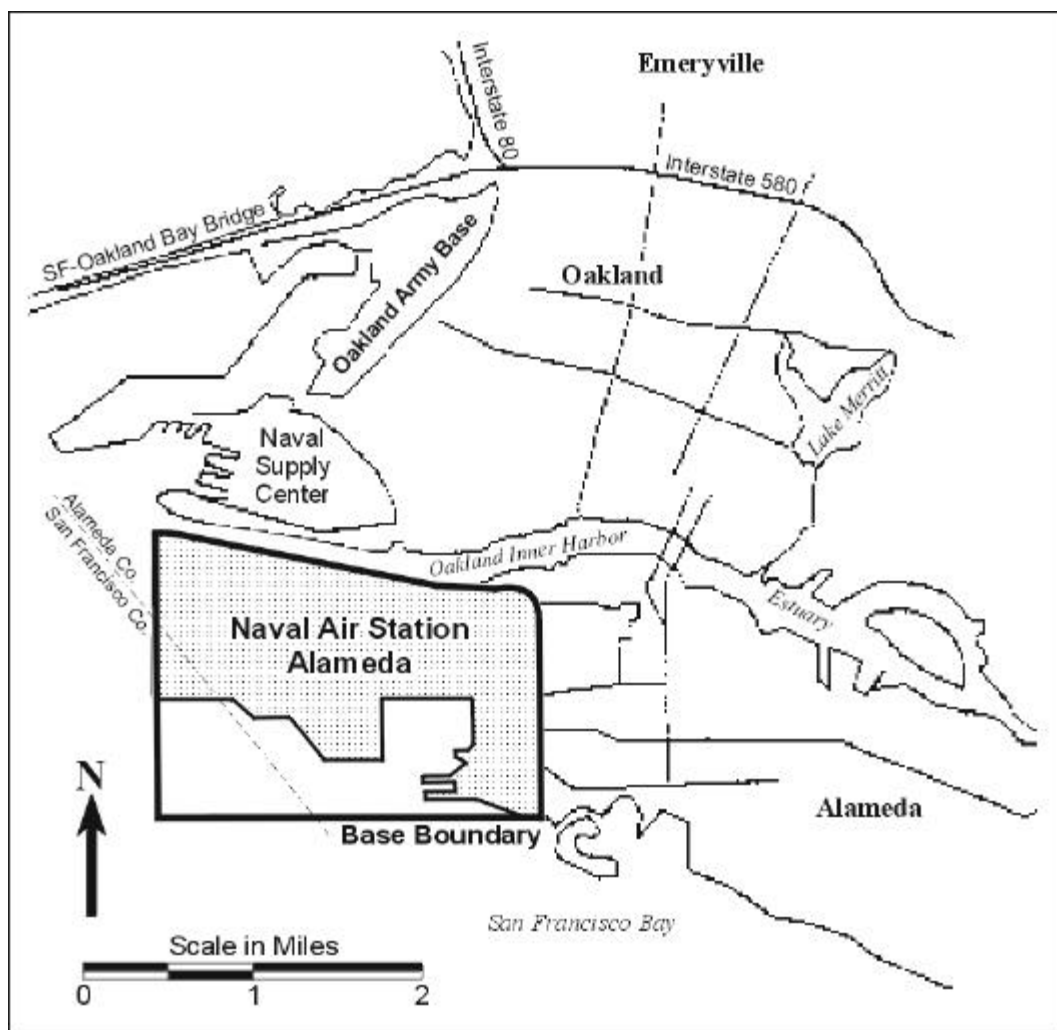 Emeryville
Interstate 80
Interstate 580
SF-Oakland Bay Bridge
Oakland Army Base
Oakland
Lake Merritt
Naval
Supply
Center
Alameda Co.
San Francisco Co.
Oakland Inner Harbor
Estuary
Naval Air Station
Alameda
N
Alameda
Base Boundary
San Francisco Bay
Scale in Miles
0 1 2